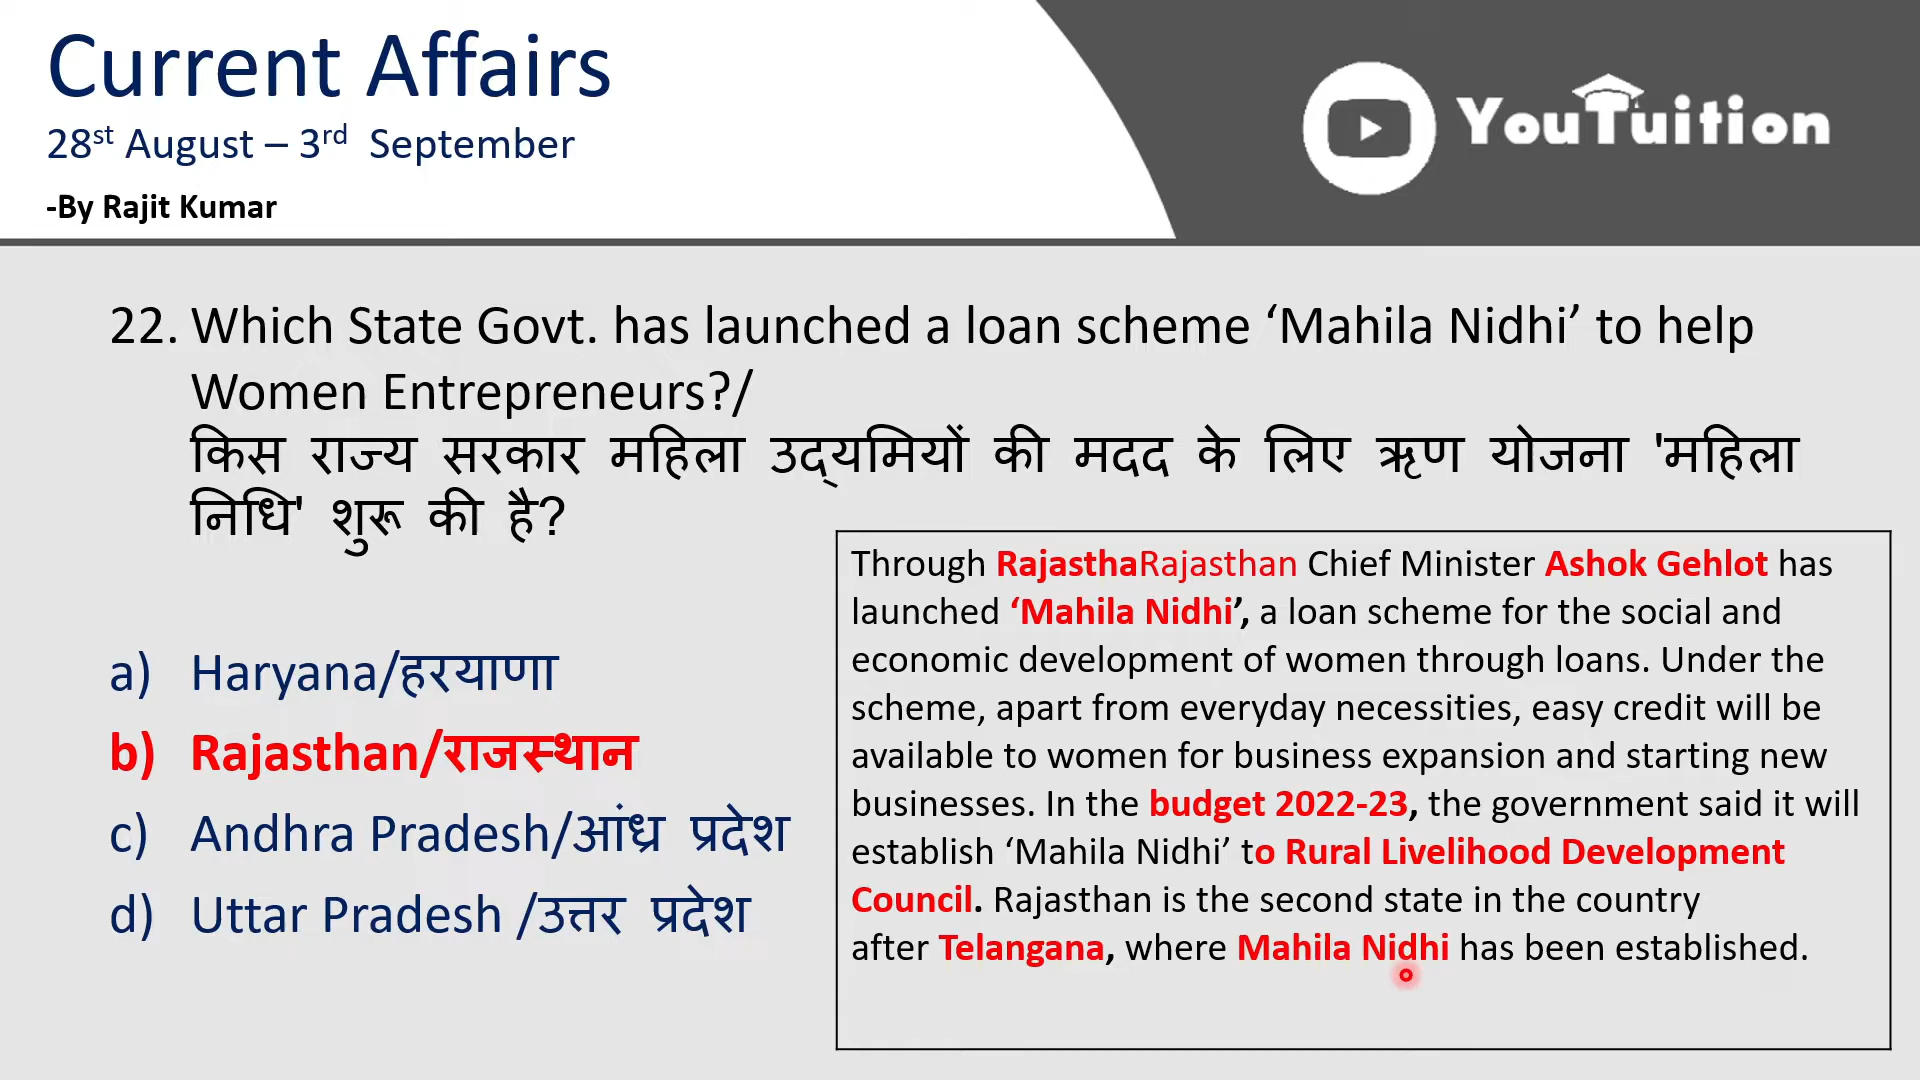 Current Affairs
28st August – 3rd September
-By Rajit Kumar
YouTuition
22. Which State Govt. has launched a loan scheme ‘Mahila Nidhi’ to help
Women Entrepreneurs?/
किस राज्य सरकार महिला उद्यमियों की मदद के लिए ऋण योजना 'महिला
निधि' शुरू की है?
a) Haryana/हरयाणा
b) Rajasthan/राजस्थान
c) Andhra Pradesh/आंध्र प्रदेश
d) Uttar Pradesh /उत्तर प्रदेश
Through RajasthaRajasthan Chief Minister Ashok Gehlot has
launched ‘Mahila Nidhi’, a loan scheme for the social and
economic development of women through loans. Under the
scheme, apart from everyday necessities, easy credit will be
available to women for business expansion and starting new
businesses. In the budget 2022-23, the government said it will
establish ‘Mahila Nidhi’ to Rural Livelihood Development
Council. Rajasthan is the second state in the country
after Telangana, where Mahila Nidhi has been established.